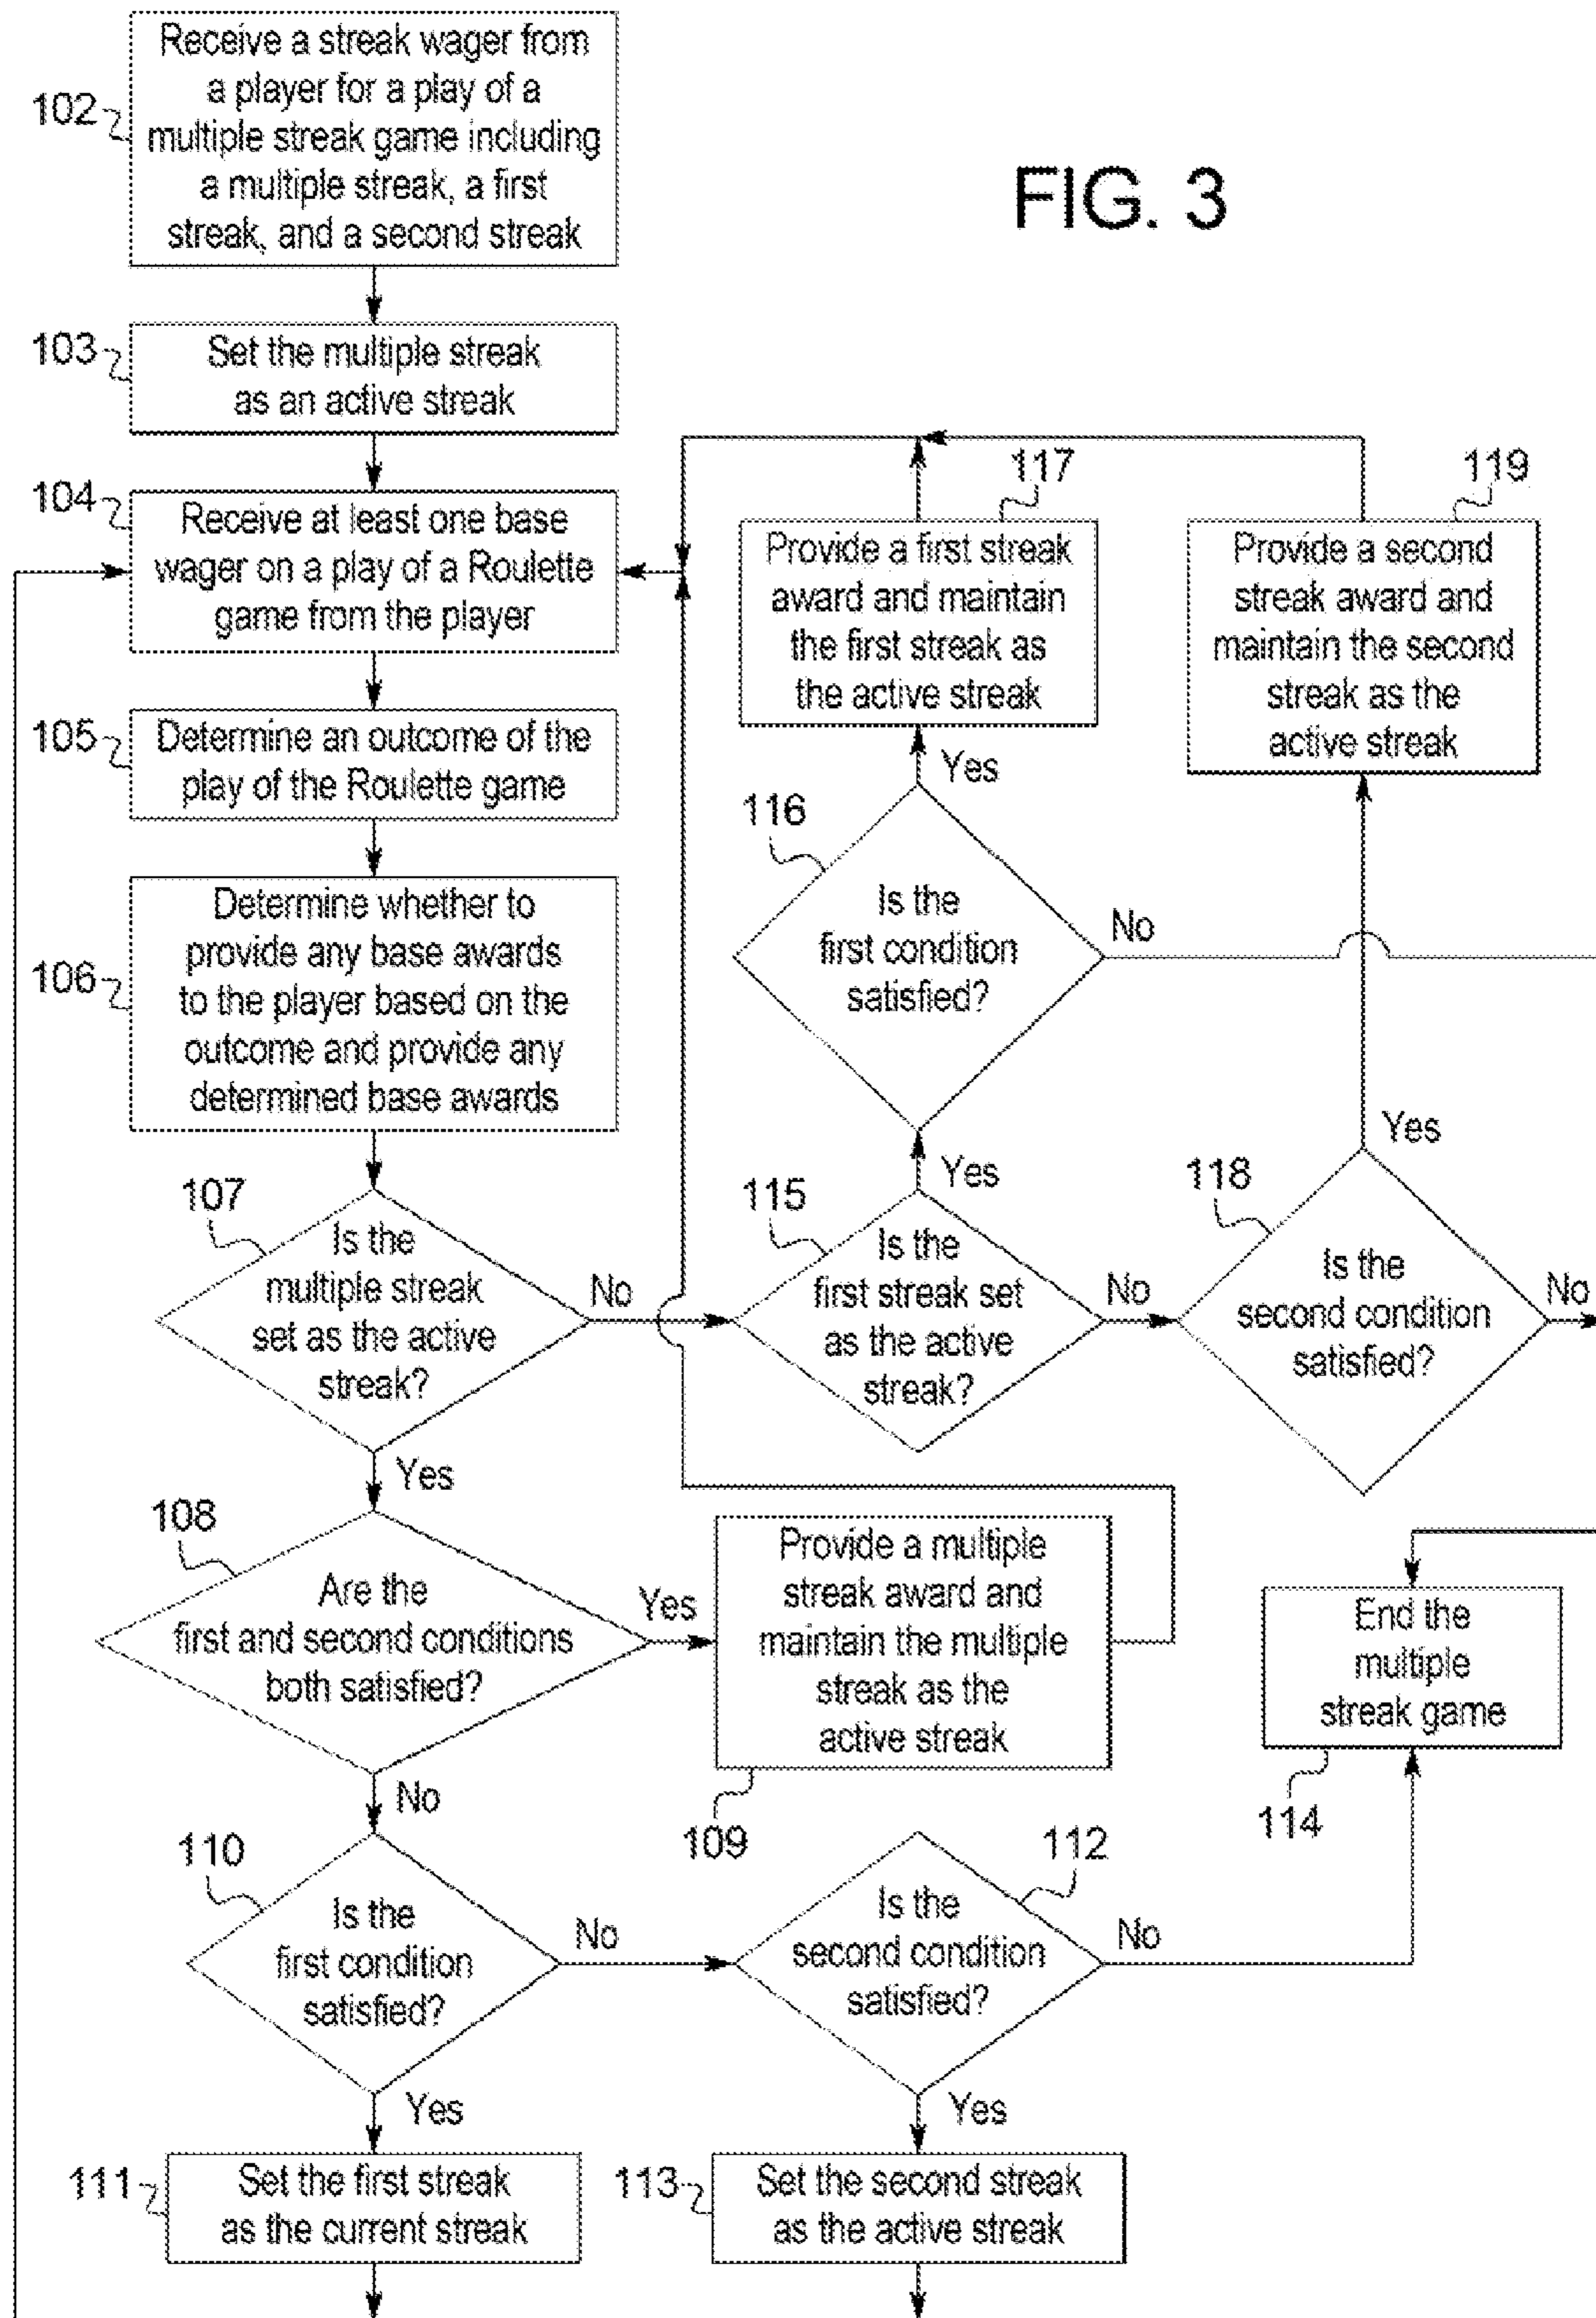 FIG. 3
102
Receive a streak wager from
a player for a play of a
multiple streak game including
a multiple streak, a first
streak, and a second streak
103
Set the multiple streak
as an active streak
104
Receive at least one base
wager on a play of a Roulette
game from the player
105
Determine an outcome of the
play of the Roulette game
106
Determine whether to
provide any base awards
to the player based on the
outcome and provide any
determined base awards
107
Is the
multiple streak
set as the active
streak?
No
Yes
108
Are the
first and second conditions
both satisfied?
Yes
No
109
Provide a multiple
streak award and
maintain the multiple
streak as the
active streak
110
Is the
first condition
satisfied?
No
Yes
111
Set the first streak
as the current streak
112
Is the
second condition
satisfied?
No
Yes
113
Set the second streak
as the active streak
114
End the
multiple
streak game
115
Is the
first streak set
as the active
streak?
Yes
No
116
Is the
first condition
satisfied?
Yes
No
117
Provide a first streak
award and maintain
the first streak as
the active streak
118
Is the
second condition
satisfied?
Yes
No
119
Provide a second
streak award and
maintain the second
streak as the
active streak